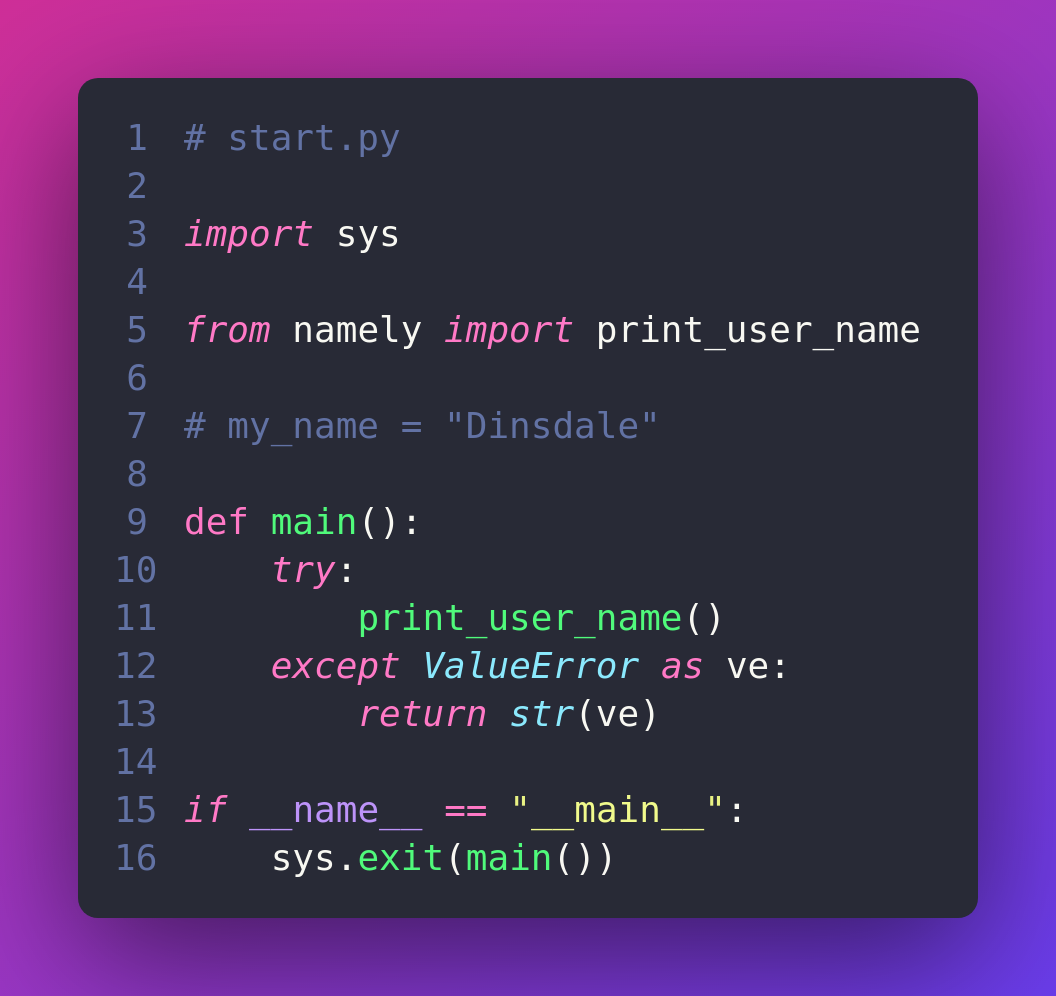 1 # start.py
2
3 import sys
4
5 from namely import print_user_name
6
7 # my_name = "Dinsdale"
8
9 def main():
10     try:
11         print_user_name()
12     except ValueError as ve:
13         return str(ve)
14
15 if __name__ == "__main__":
16     sys.exit(main())